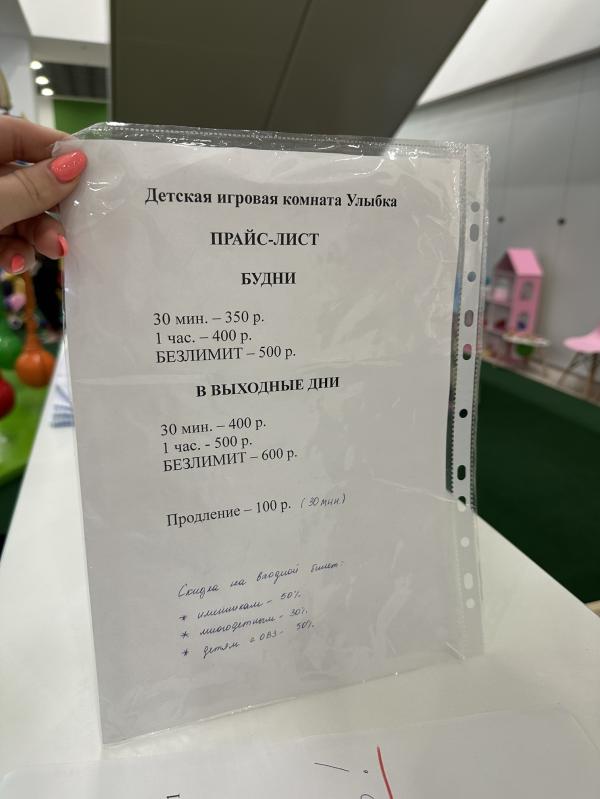 Детская игровая комната Улыбка
ПРАЙС-ЛИСТ
БУДНИ
30 мин. – 350 р.
1 час. – 400 р.
БЕЗЛИМИТ – 500 р.
В ВЫХОДНЫЕ ДНИ
30 мин. – 400 р.
1 час. - 500 р.
БЕЗЛИМИТ – 600 р.
Продление – 100 р. (30 мин.)
Скидка на входной билет:
* именинникам - 50%
* многодетным - 30%
* детям с ОВЗ - 50%